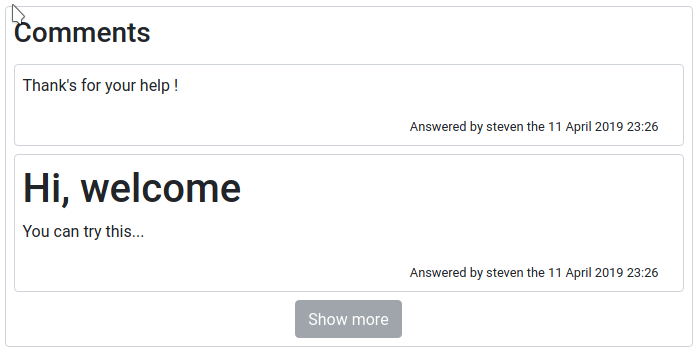 Comments
Thank's for your help !
Answered by steven the 11 April 2019 23:26
Hi, welcome
You can try this...
Answered by steven the 11 April 2019 23:26
Show more